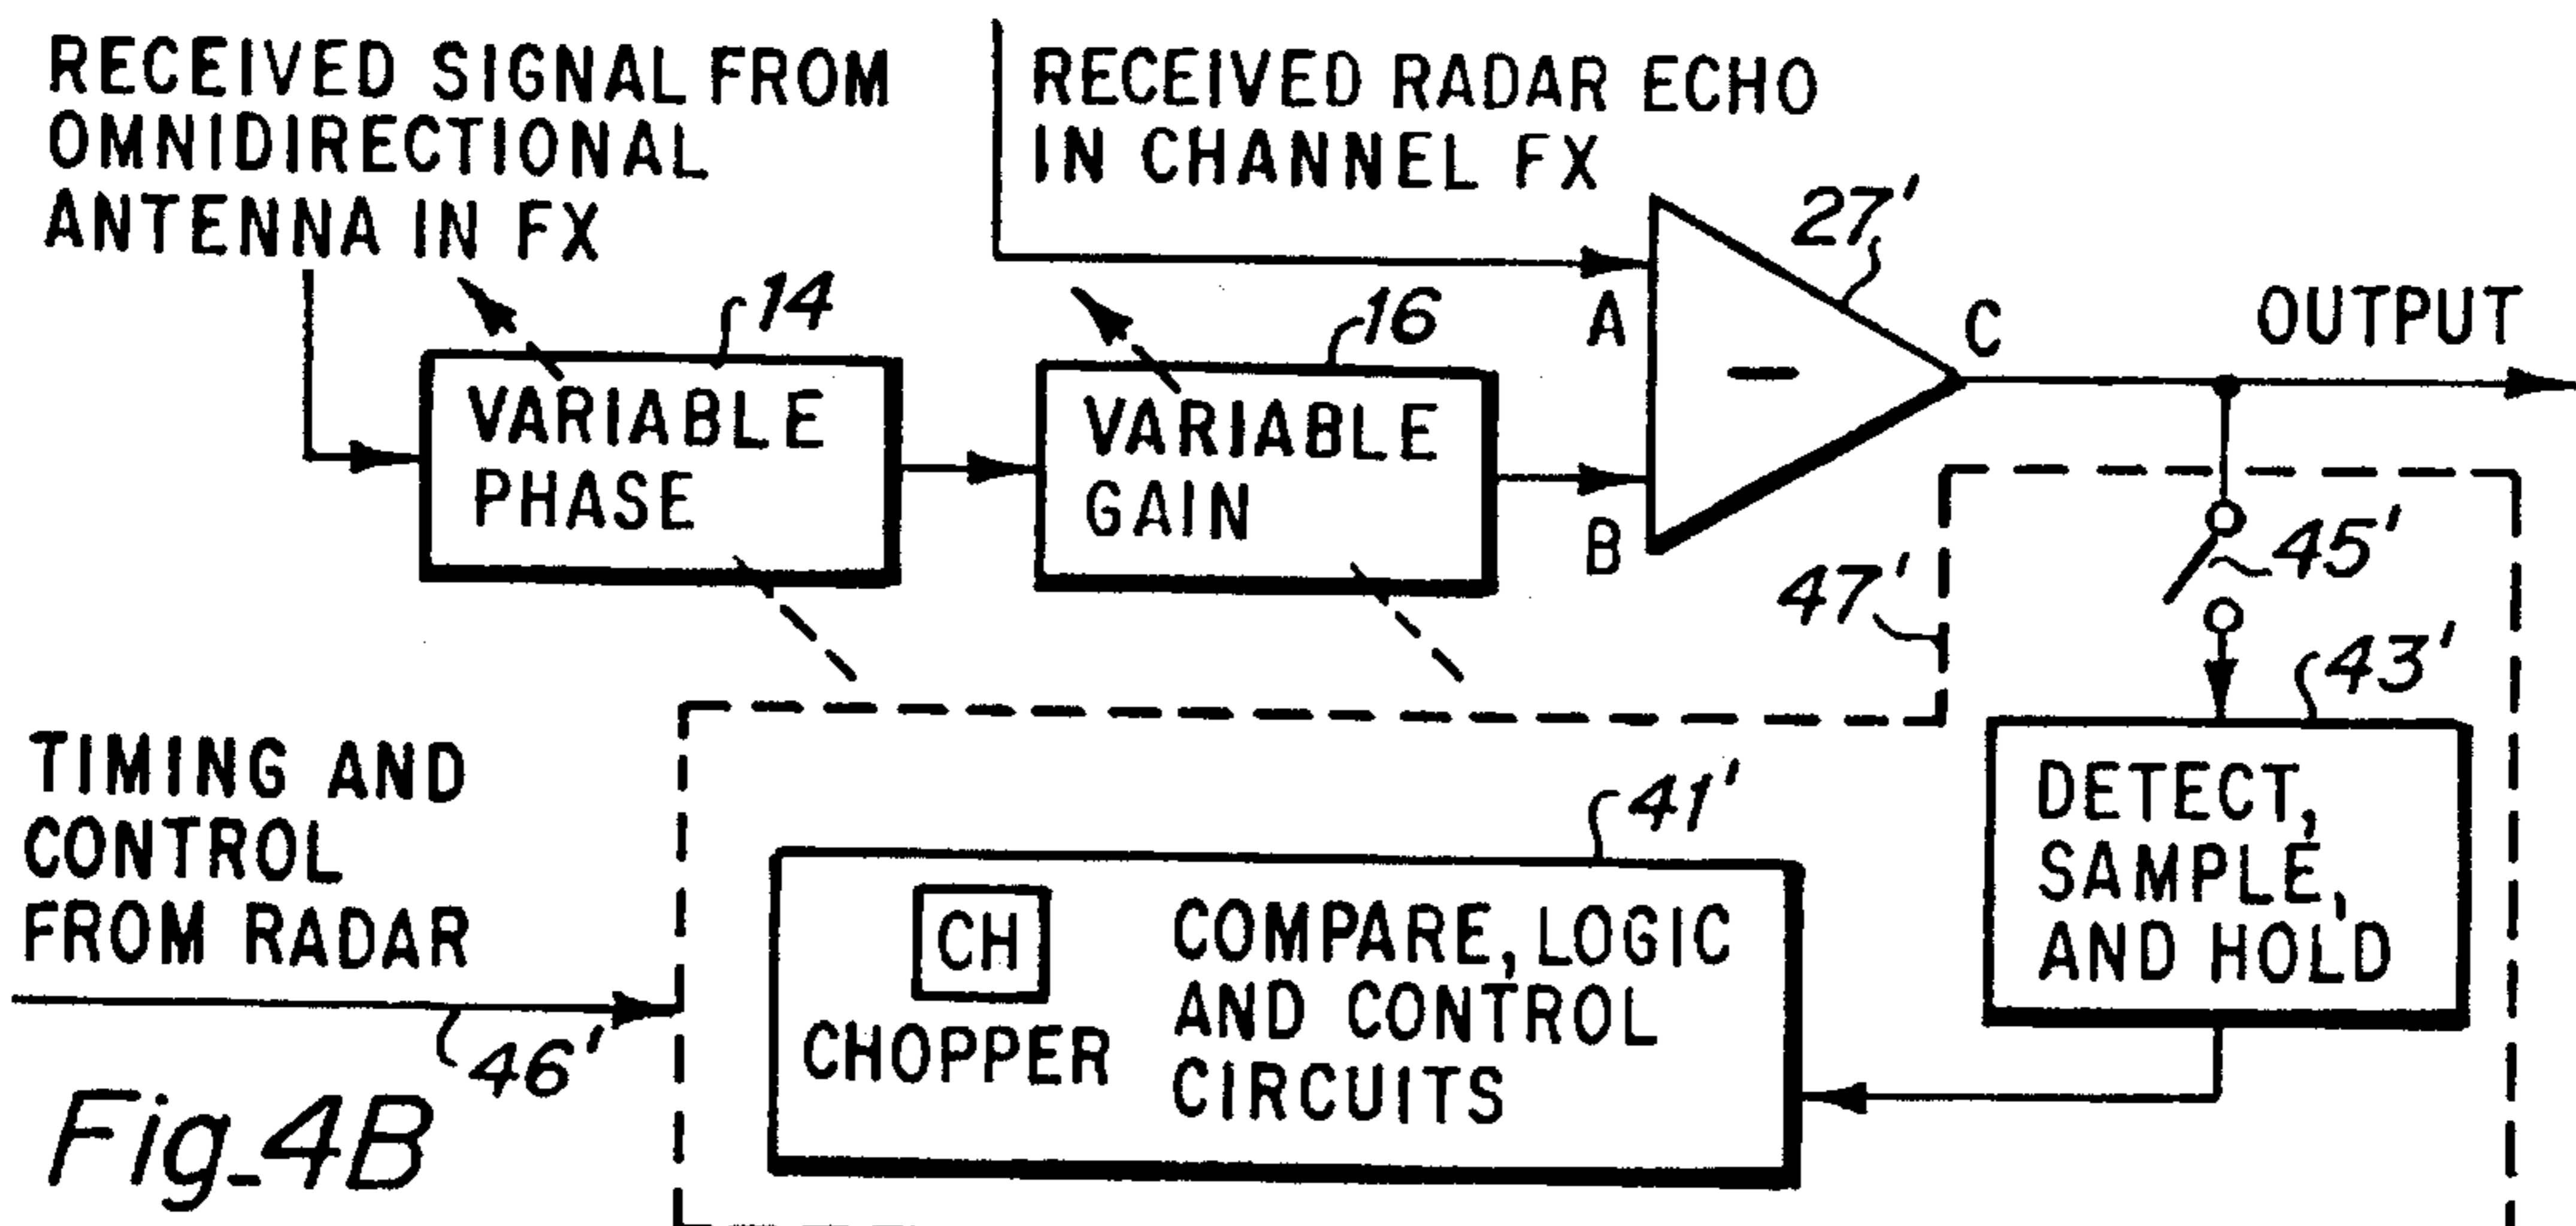 RECEIVED SIGNAL FROM
OMNIDIRECTIONAL
ANTENNA IN FX
RECEIVED RADAR ECHO
IN CHANNEL FX
27'
14
16
A
C
OUTPUT
VARIABLE
PHASE
VARIABLE
GAIN
B
47'
45'
43'
TIMING AND
CONTROL
FROM RADAR
46'
41'
DETECT,
SAMPLE,
AND HOLD
CH
CHOPPER
COMPARE, LOGIC
AND CONTROL
CIRCUITS
Fig_4B